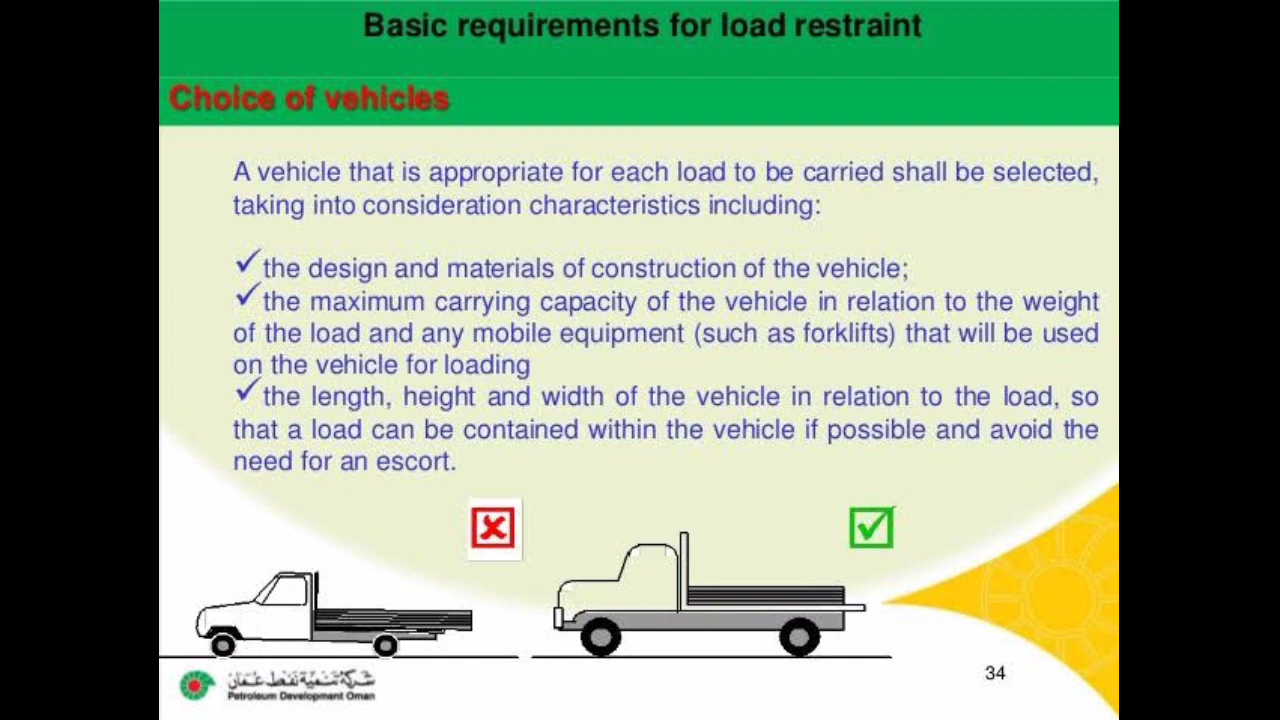 Basic requirements for load restraint
Choice of vehicles
A vehicle that is appropriate for each load to be carried shall be selected,
taking into consideration characteristics including:
✓the design and materials of construction of the vehicle;
✓the maximum carrying capacity of the vehicle in relation to the weight
of the load and any mobile equipment (such as forklifts) that will be used
on the vehicle for loading
✓the length, height and width of the vehicle in relation to the load, so
that a load can be contained within the vehicle if possible and avoid the
need for an escort.
34
شركة تنمية نفط عمان
Petroleum Development Oman